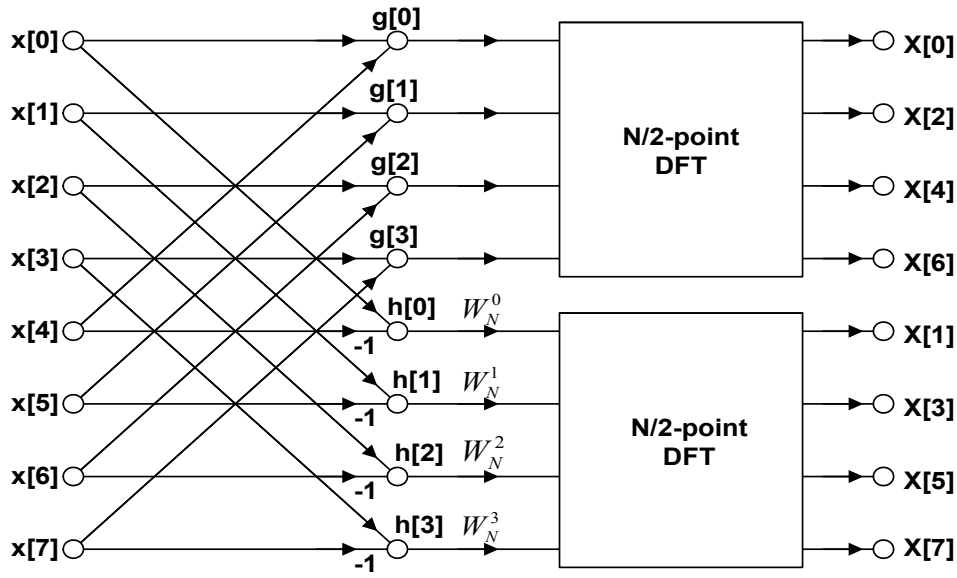 x[0]
g[0]
X[0]
x[1]
g[1]
X[2]
N/2-point
DFT
x[2]
g[2]
X[4]
x[3]
g[3]
X[6]
x[4]
-1
h[0]
W_N^0
X[1]
x[5]
-1
h[1]
W_N^1
X[3]
N/2-point
DFT
x[6]
-1
h[2]
W_N^2
X[5]
x[7]
-1
h[3]
W_N^3
X[7]